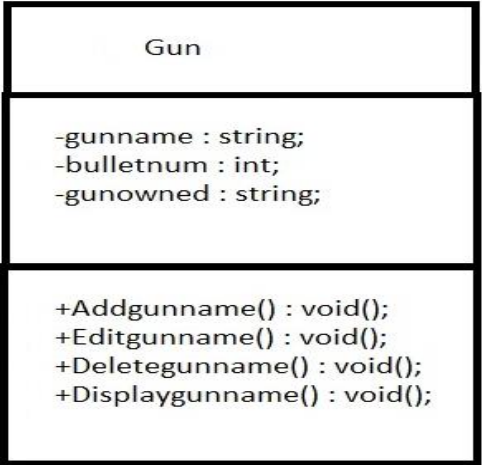 Gun
-gunname : string;
-bulletnum : int;
-gunowned : string;
+Addgunname() : void();
+Editgunname() : void();
+Deletegunname() : void();
+Displaygunname() : void();